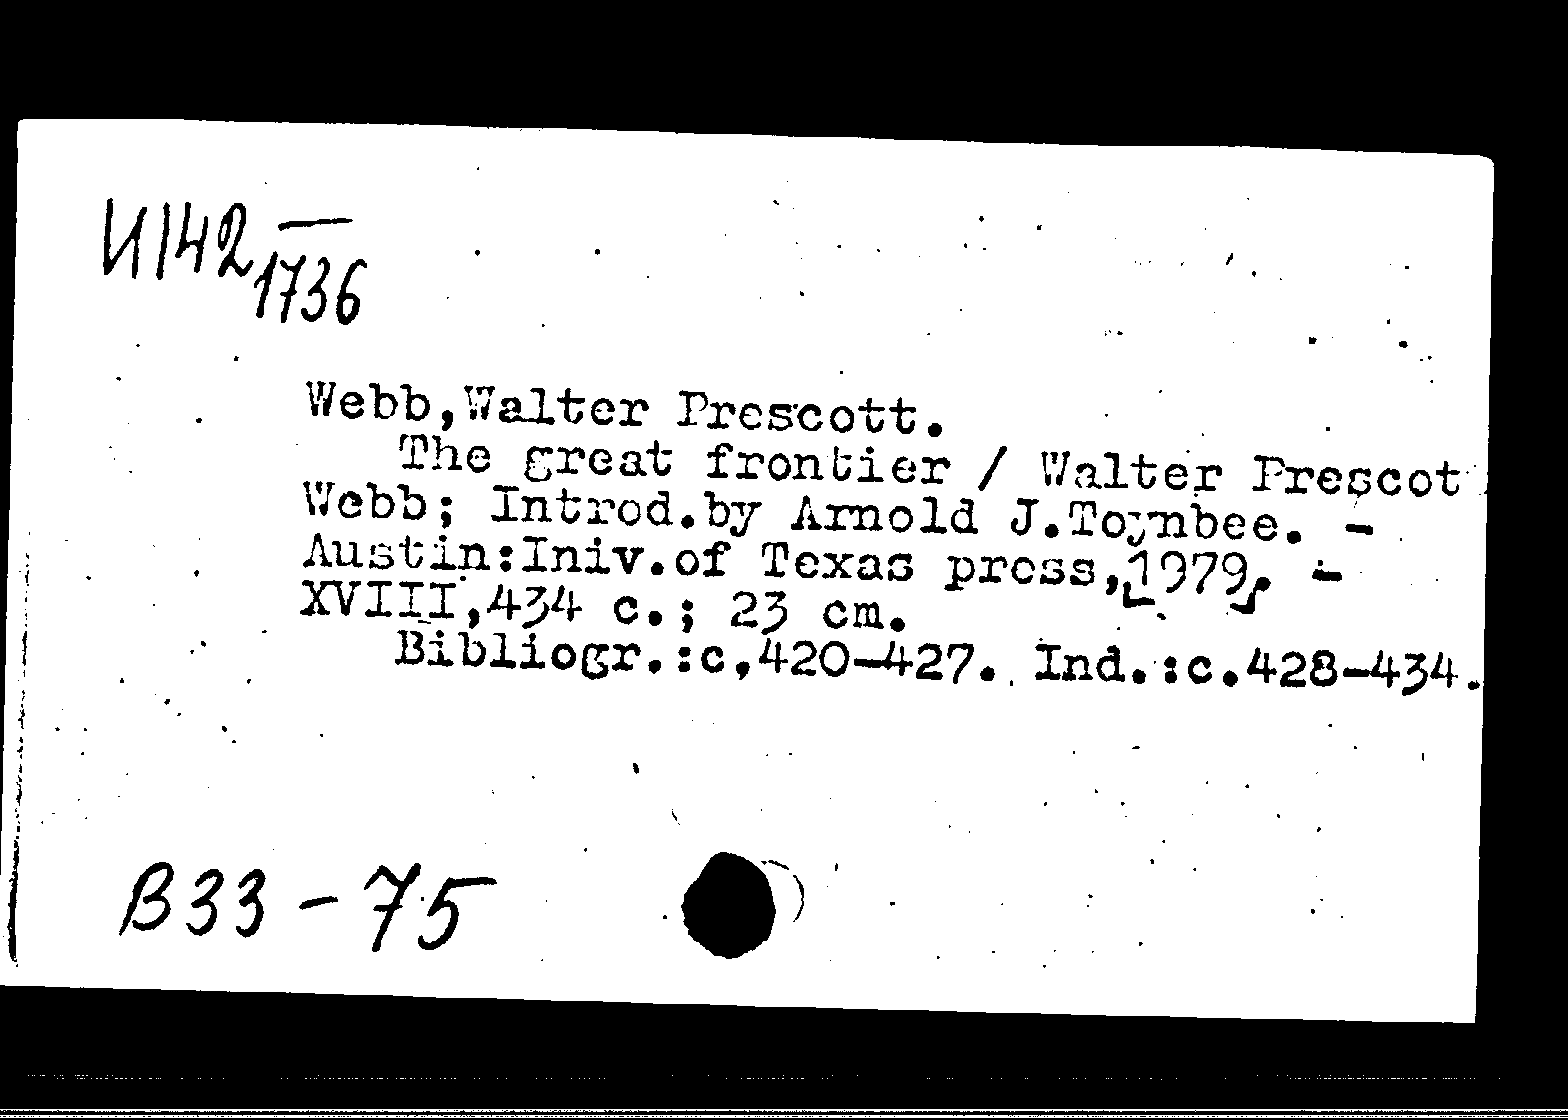 И142 —
1736
Webb,Walter Prescott.
The great frontier / Walter Prescot
Webb; Introd.by Arnold J.Toynbee. -
Austin:Iniv.of Texas press,[1979]. -
XVIII,434 c.; 23 cm.
Bibliogr.:c.420-427. Ind.:c.428-434.
В33-75